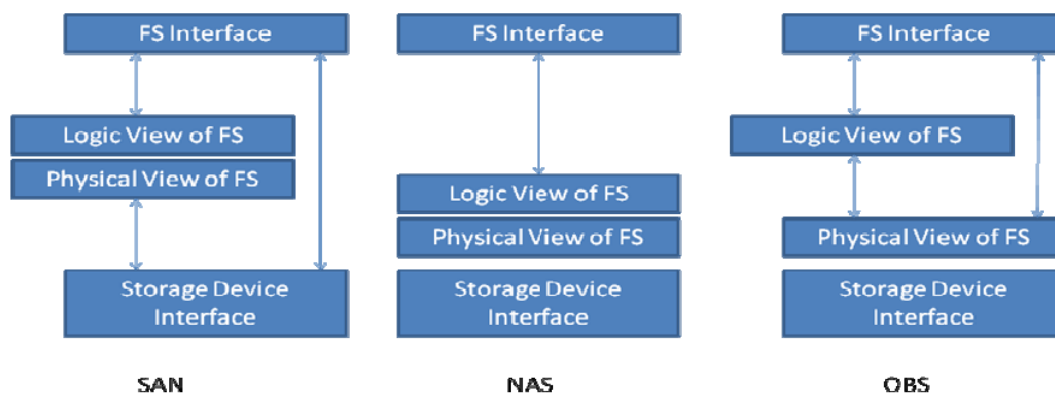 FS Interface
Logic View of FS
Physical View of FS
Storage Device
Interface
SAN
FS Interface
Logic View of FS
Physical View of FS
Storage Device
Interface
NAS
FS Interface
Logic View of FS
Physical View of FS
Storage Device
Interface
OBS